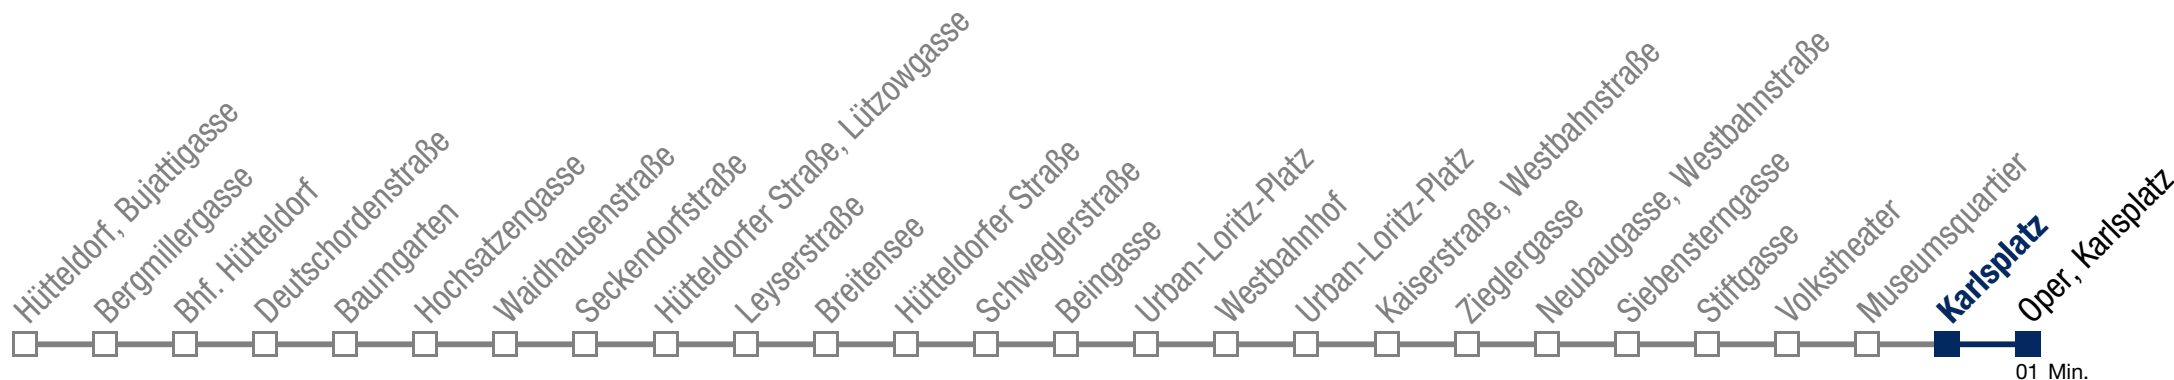 Hütteldorf, Bujattigasse
Bergmillergasse
Bhf. Hütteldorf
Deutschordenstraße
Baumgarten
Hochsatzengasse
Waidhausenstraße
Seckendorfstraße
Hütteldorfer Straße, Lützowgasse
Leyserstraße
Breitensee
Hütteldorfer Straße
Schweglerstraße
Beingasse
Urban-Loritz-Platz
Westbahnhof
Urban-Loritz-Platz
Kaiserstraße, Westbahnstraße
Zieglergasse
Neubaugasse, Westbahnstraße
Siebensterngasse
Stiftgasse
Volkstheater
Museumsquartier
Karlsplatz
Oper, Karlsplatz
01 Min.